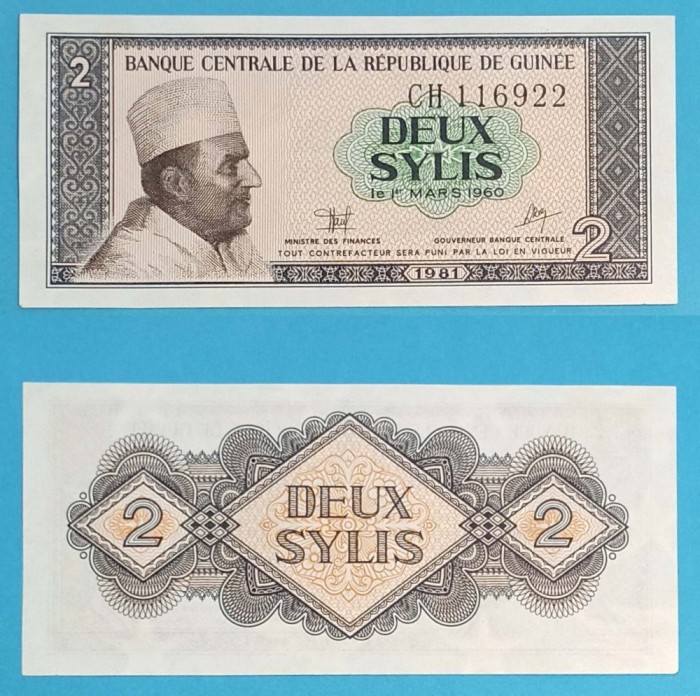 2
BANQUE CENTRALE DE LA RÉPUBLIQUE DE GUINÉE
CH 116922
DEUX
SYLIS
le 1er MARS 1960
MINISTRE DES FINANCES GOUVERNEUR BANQUE CENTRALE
2
TOUT CONTREFACTEUR SERA PUNI PAR LA LOI EN VIGUEUR
1981
2 DEUX SYLIS 2